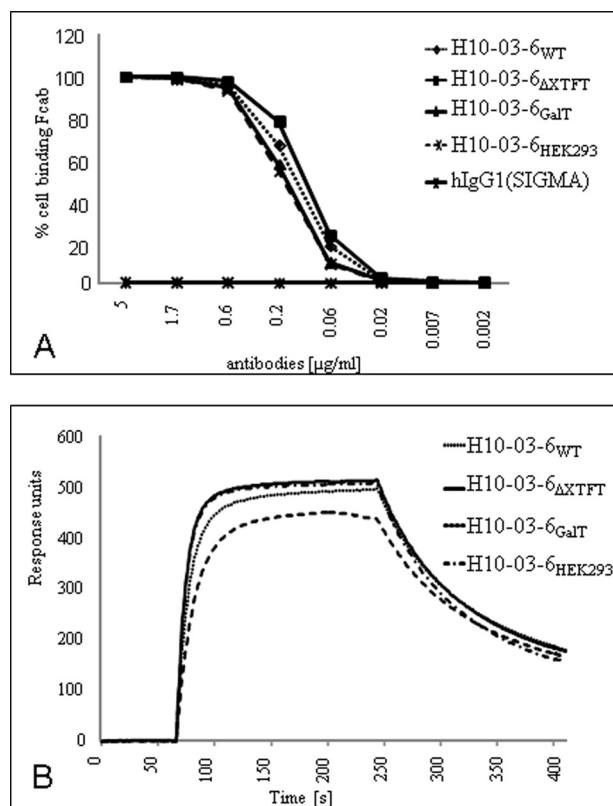 120
100
80
60
40
20
0
% cell binding Fcab
5
1.7
0.6
0.2
0.06
0.02
0.007
0.002
antibodies [µg/ml]
H10-03-6WT
H10-03-6ΔXTFT
H10-03-6GalT
H10-03-6HEK293
hIgG1(SIGMA)
A
600
500
400
300
200
100
0
Response units
0
50
100
150
200
250
300
350
400
Time [s]
H10-03-6WT
H10-03-6ΔXTFT
H10-03-6GalT
H10-03-6HEK293
B